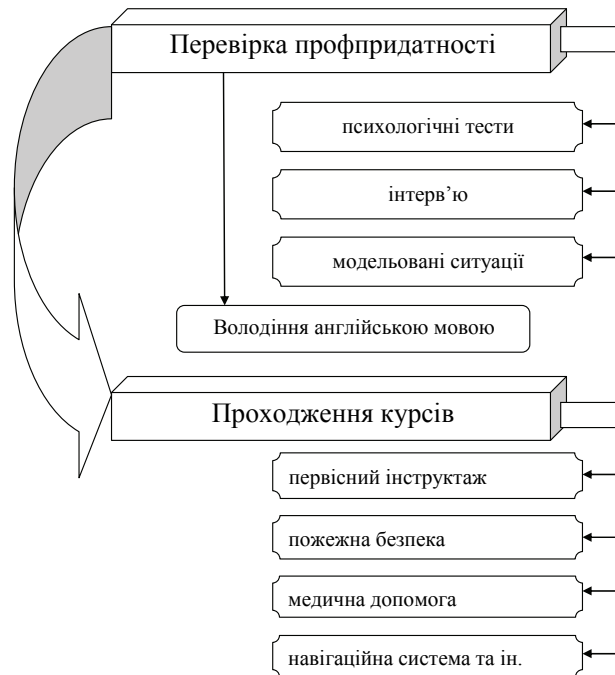 Перевірка профпридатності
психологічні тести
інтерв’ю
модельовані ситуації
Володіння англійською мовою
Проходження курсів
первісний інструктаж
пожежна безпека
медична допомога
навігаційна система та ін.